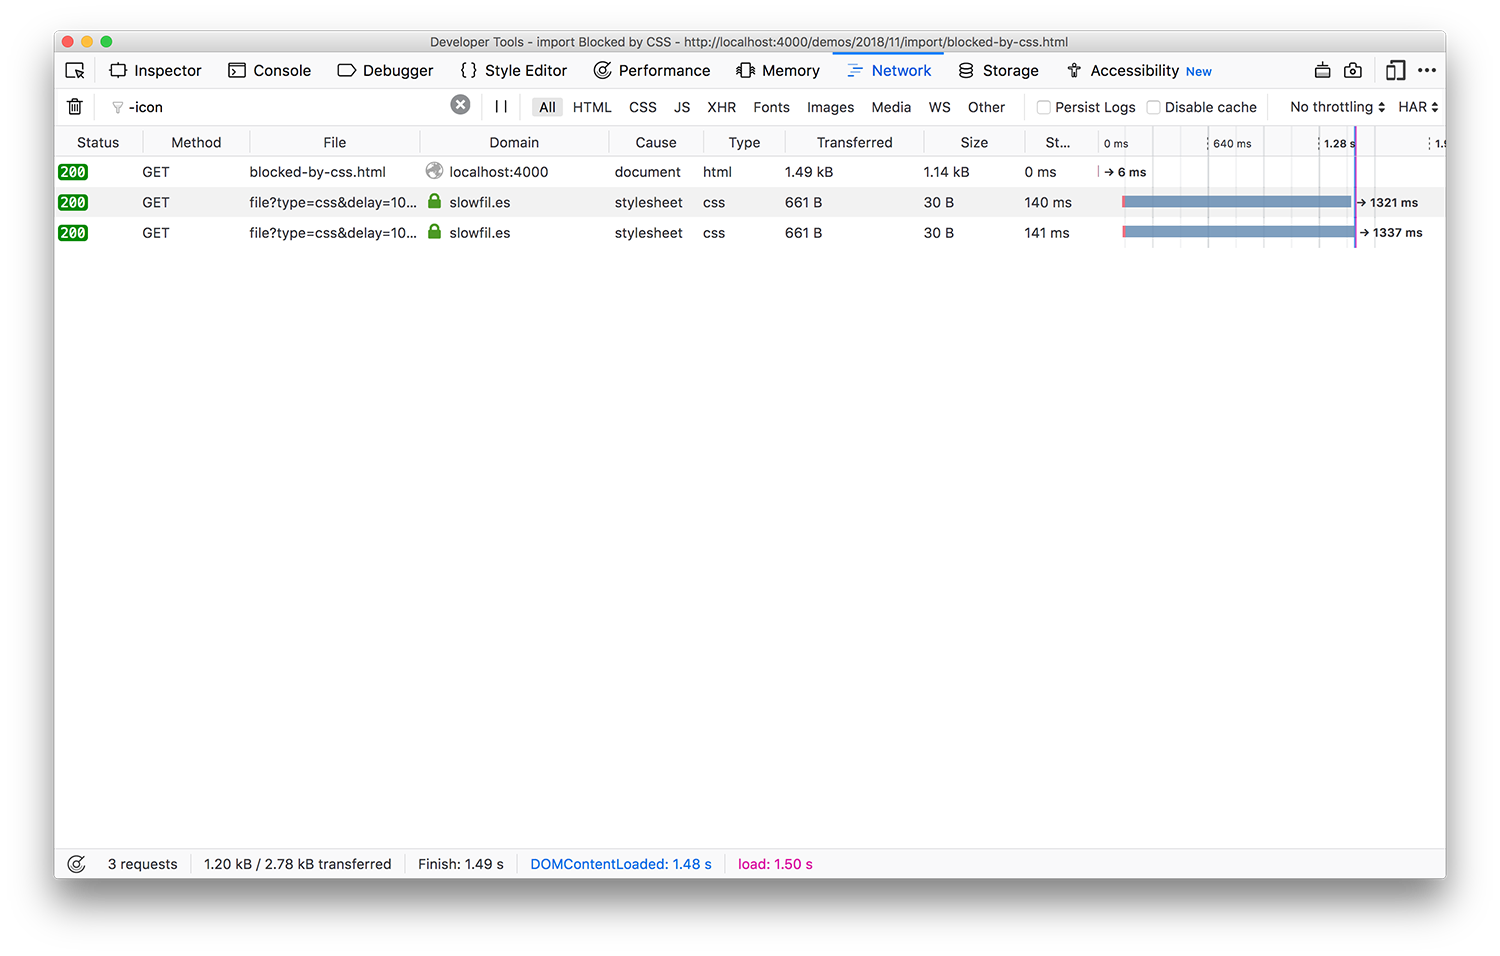 Developer Tools - import Blocked by CSS - http://localhost:4000/demos/2018/11/import/blocked-by-css.html
Inspector Console Debugger Style Editor Performance Memory Network Storage Accessibility New
-icon All HTML CSS JS XHR Fonts Images Media WS Other Persist Logs Disable cache No throttling HAR
Status Method File Domain Cause Type Transferred Size St... 0 ms 640 ms 1.28 s
200 GET blocked-by-css.html localhost:4000 document html 1.49 kB 1.14 kB 0 ms → 6 ms
200 GET file?type=css&delay=10... slowfil.es stylesheet css 661 B 30 B 140 ms → 1321 ms
200 GET file?type=css&delay=10... slowfil.es stylesheet css 661 B 30 B 141 ms → 1337 ms
3 requests 1.20 kB / 2.78 kB transferred Finish: 1.49 s DOMContentLoaded: 1.48 s load: 1.50 s